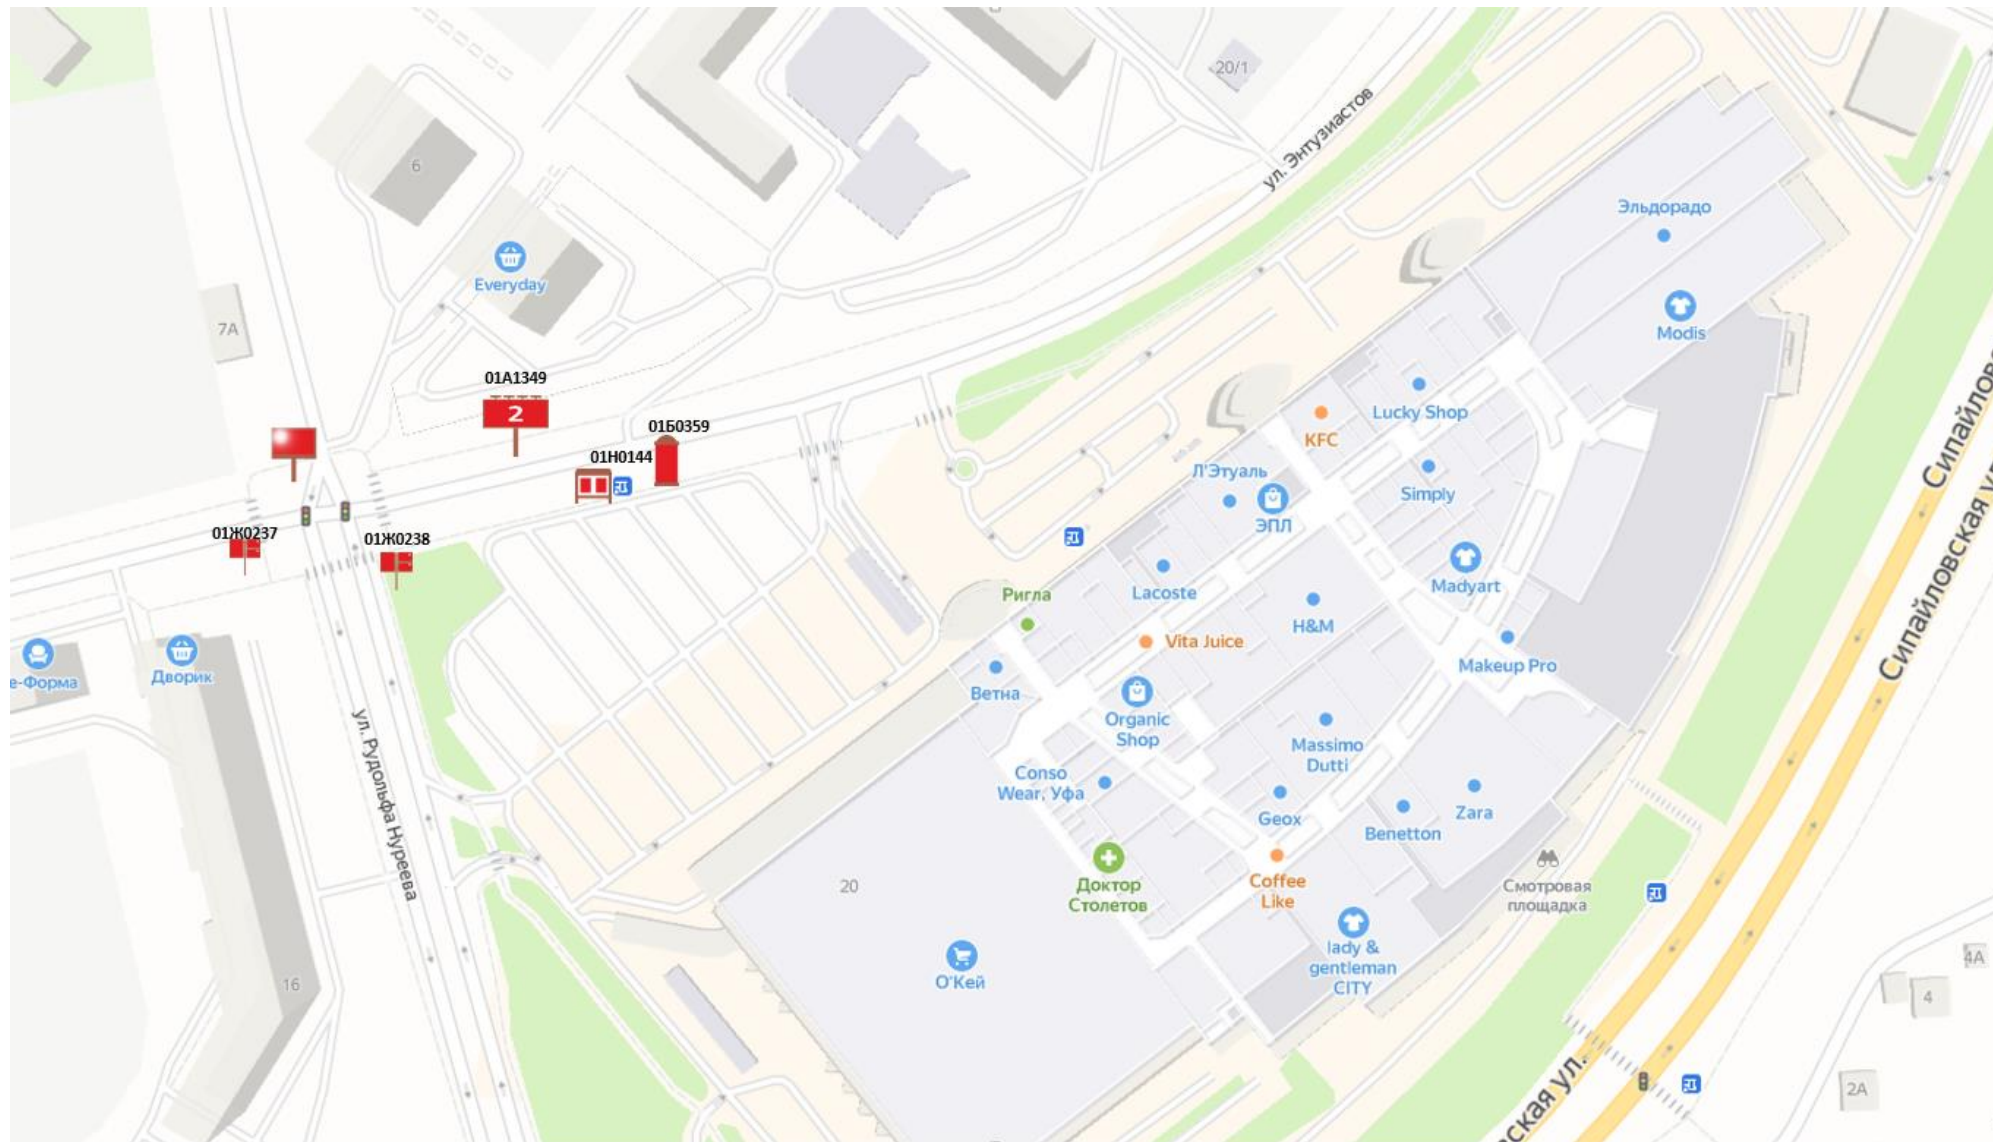 20/1
ул. Энтузиастов
6
Эльдорадо
Everyday
7А
Modis
01А1349
2
Lucky Shop
01Б0359
KFC
01Н0144
Л'Этуаль
Simply
ЭПЛ
01Ж0237
01Ж0238
Madyart
Ригла
Lacoste
H&M
Vita Juice
Makeup Pro
е-Форма
Дворик
Ветна
Organic
Shop
Massimo
Dutti
ул. Рудольфа Нуреева
Conso
Wear, Уфа
Geox
Zara
Benetton
20
Доктор
Столетов
Coffee
Like
Смотровая
площадка
16
О'Кей
lady &
gentleman
CITY
4А
4
2А
Сипайлово
Сипайловская ул
вская ул.